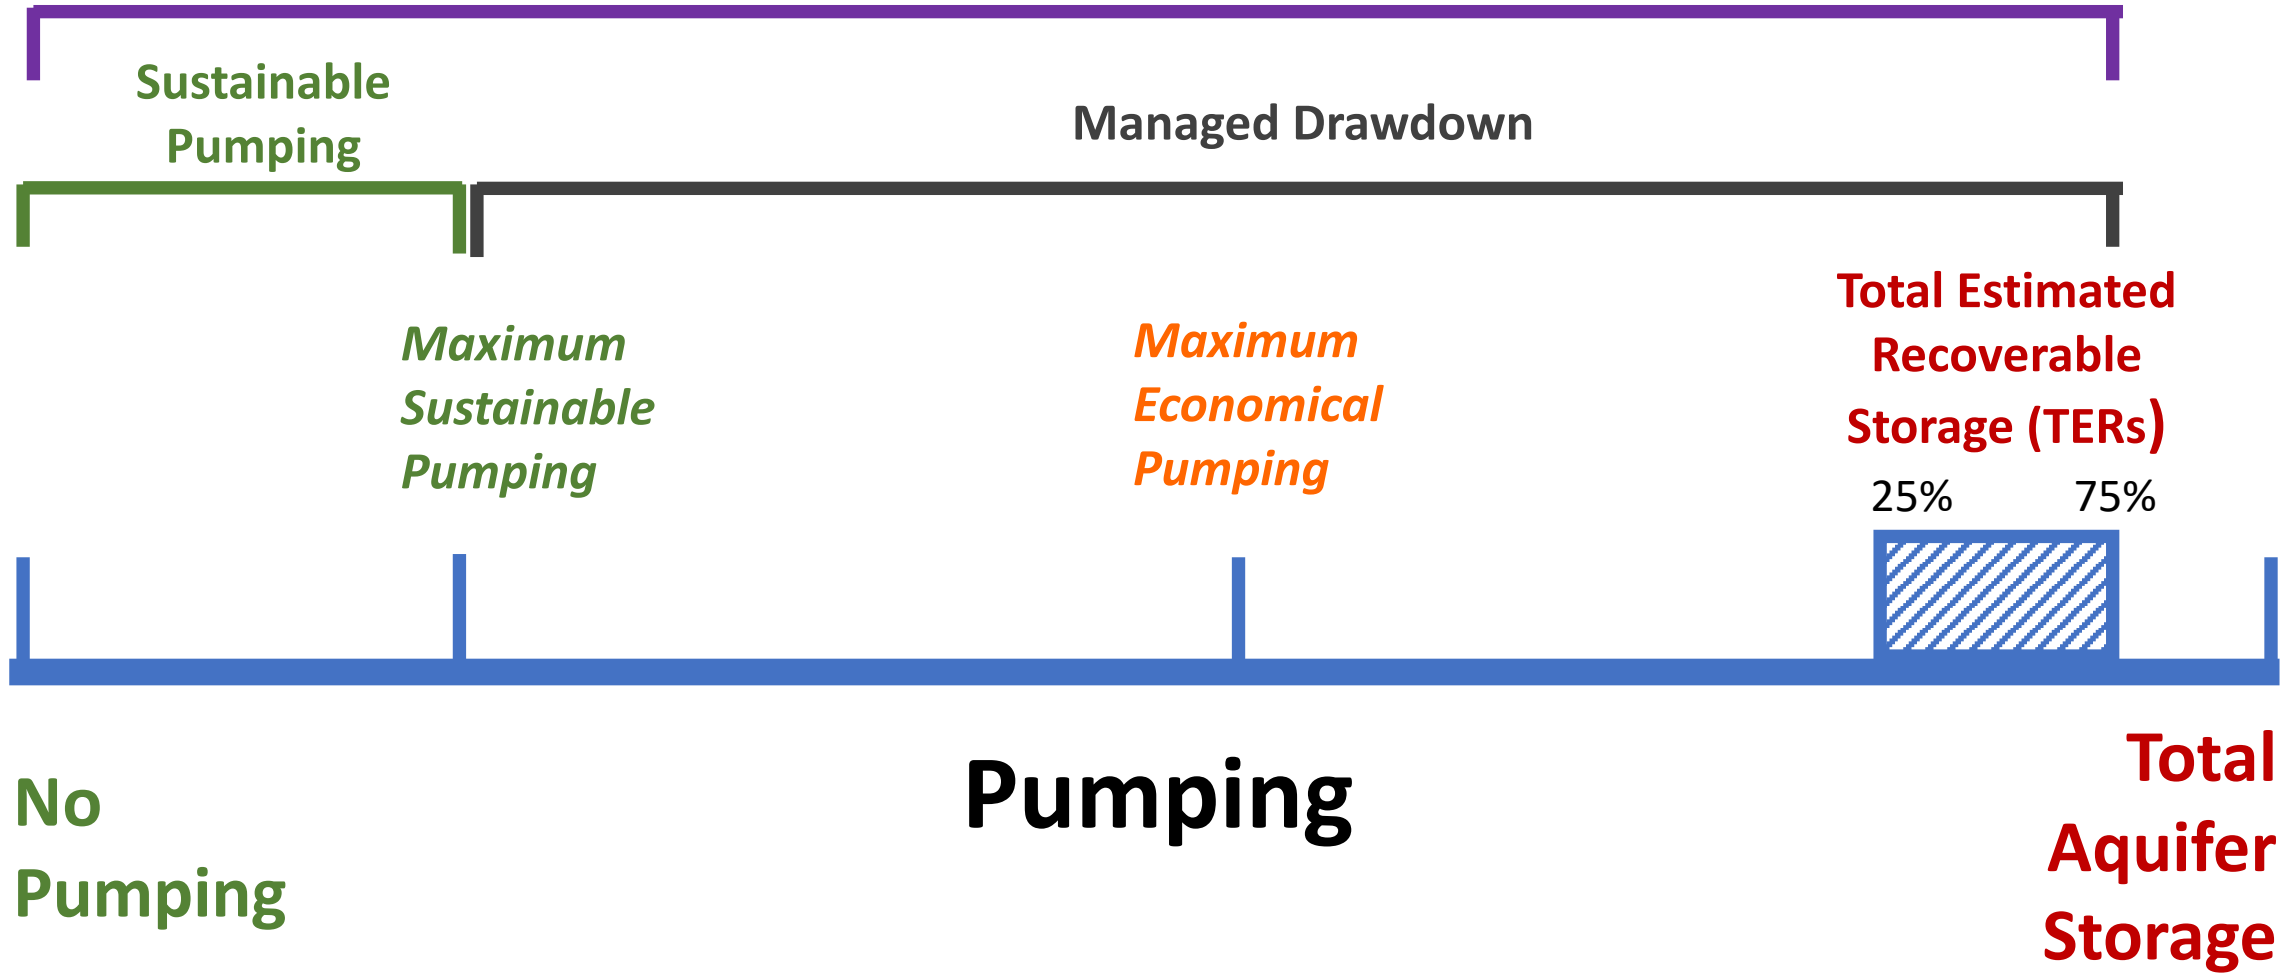 Sustainable
Pumping
Managed Drawdown
Maximum
Sustainable
Pumping
Maximum
Economical
Pumping
Total Estimated
Recoverable
Storage (TERs)
25%
75%
No
Pumping
Pumping
Total
Aquifer
Storage